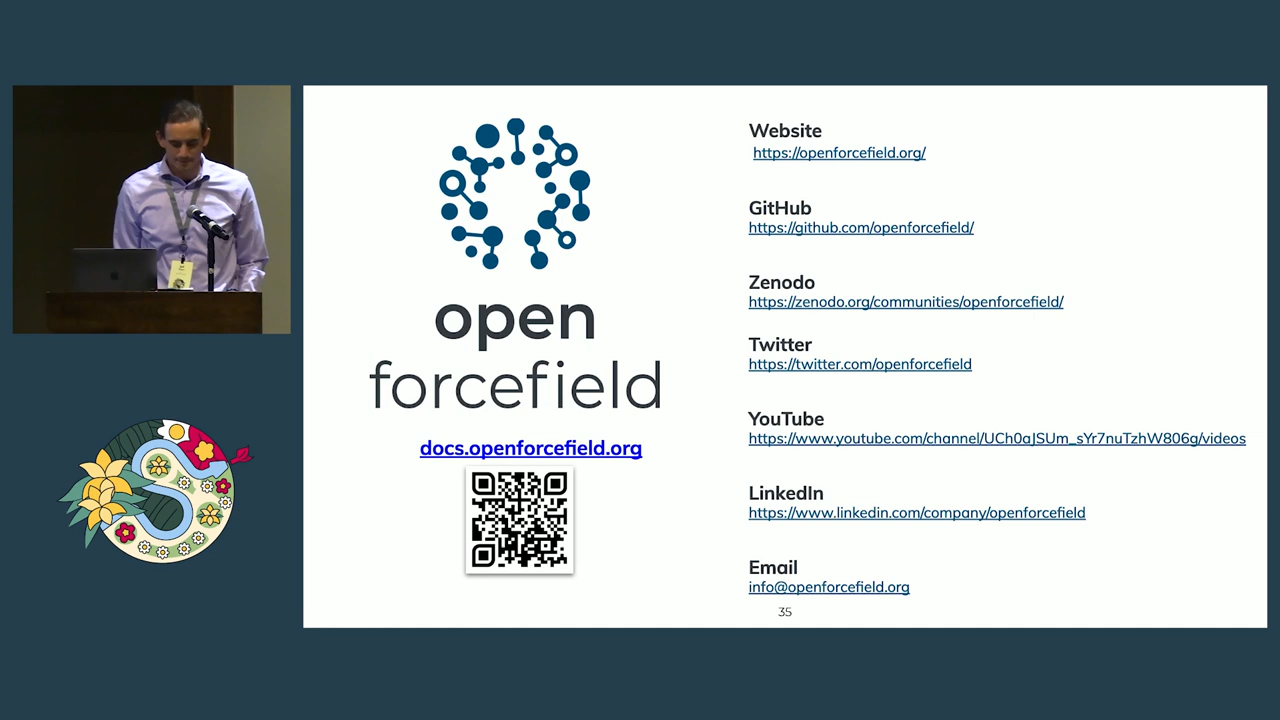 open
forcefield
docs.openforcefield.org
Website
https://openforcefield.org/
GitHub
https://github.com/openforcefield/
Zenodo
https://zenodo.org/communities/openforcefield/
Twitter
https://twitter.com/openforcefield
YouTube
https://www.youtube.com/channel/UCh0aJSUm_sYr7nuTzhW806g/videos
LinkedIn
https://www.linkedin.com/company/openforcefield
Email
info@openforcefield.org
35